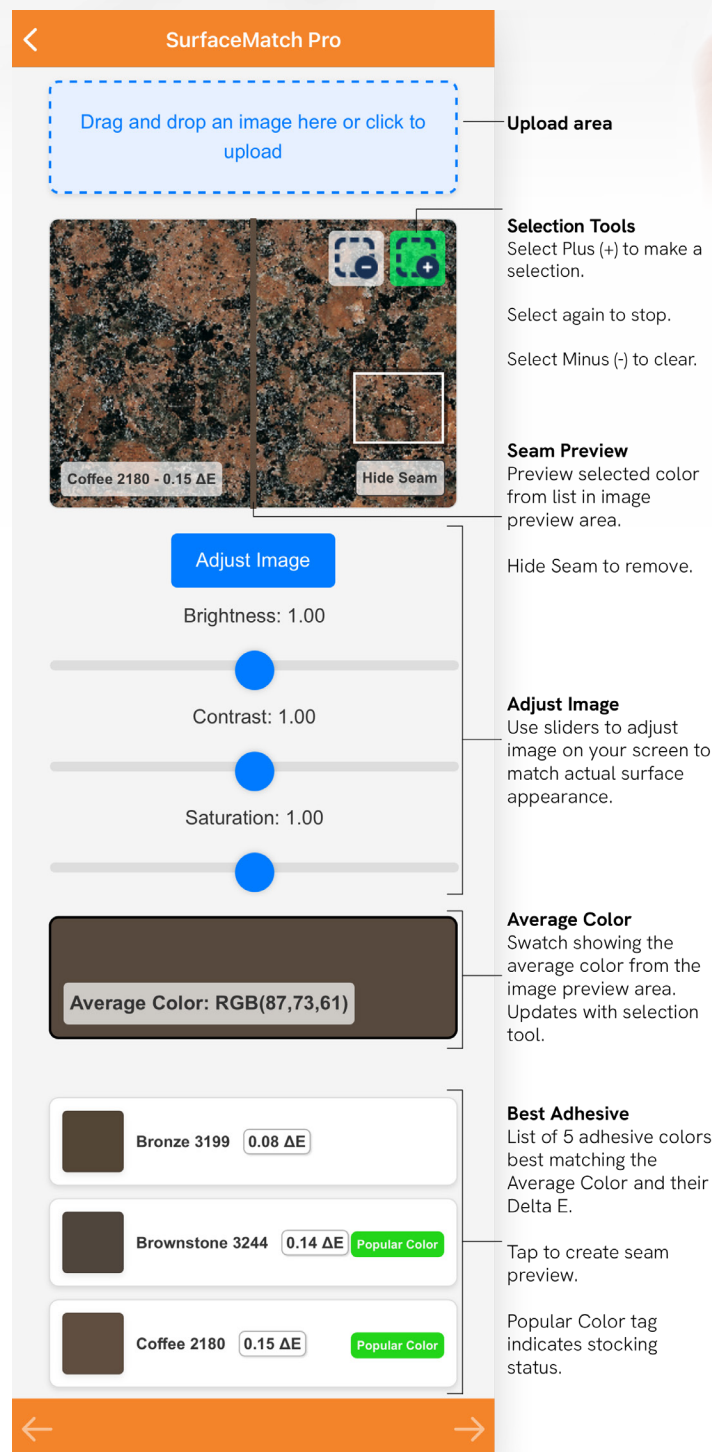 SurfaceMatch Pro
Drag and drop an image here or click to
upload
Upload area
Selection Tools
Select Plus (+) to make a
selection.
Select again to stop.
Select Minus (-) to clear.
Coffee 2180 - 0.15 ΔE
Hide Seam
Seam Preview
Preview selected color
from list in image
preview area.
Hide Seam to remove.
Adjust Image
Brightness: 1.00
Contrast: 1.00
Saturation: 1.00
Adjust Image
Use sliders to adjust
image on your screen to
match actual surface
appearance.
Average Color: RGB(87,73,61)
Average Color
Swatch showing the
average color from the
image preview area.
Updates with selection
tool.
Bronze 3199 0.08 ΔE
Brownstone 3244 0.14 ΔE Popular Color
Coffee 2180 0.15 ΔE Popular Color
Best Adhesive
List of 5 adhesive colors
best matching the
Average Color and their
Delta E.
Tap to create seam
preview.
Popular Color tag
indicates stocking
status.